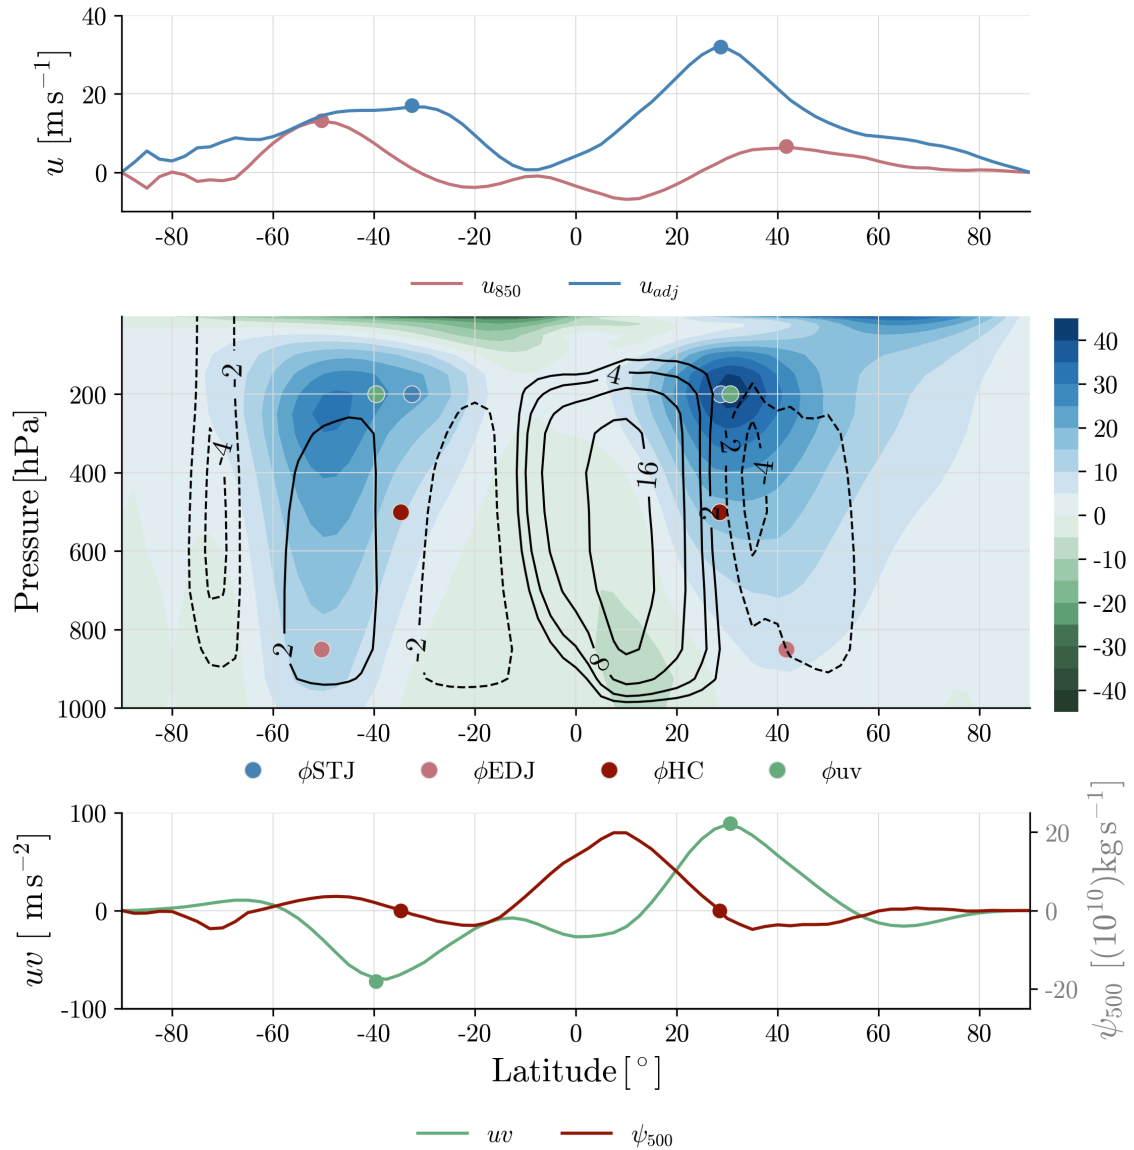 40
20
0
u [m s⁻¹]
-80 -60 -40 -20 0 20 40 60 80
u₈₅₀ u_adj
200
400
600
800
1000
Pressure [hPa]
2 -4 2 2 4 8 16 2 2 4
-80 -60 -40 -20 0 20 40 60 80
40
30
20
10
0
-10
-20
-30
-40
ϕSTJ ϕEDJ ϕHC ϕuv
100
0
-100
uv [ m s⁻²]
20
0
-20
ψ₅₀₀ [(10¹⁰)kg s⁻¹]
-80 -60 -40 -20 0 20 40 60 80
Latitude [°]
uv ψ₅₀₀